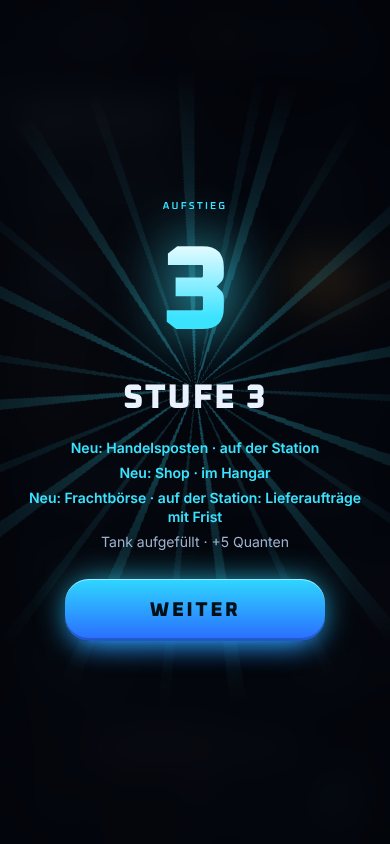 AUFSTIEG
3
STUFE 3
Neu: Handelsposten · auf der Station
Neu: Shop · im Hangar
Neu: Frachtbörse · auf der Station: Lieferaufträge
mit Frist
Tank aufgefüllt · +5 Quanten
WEITER